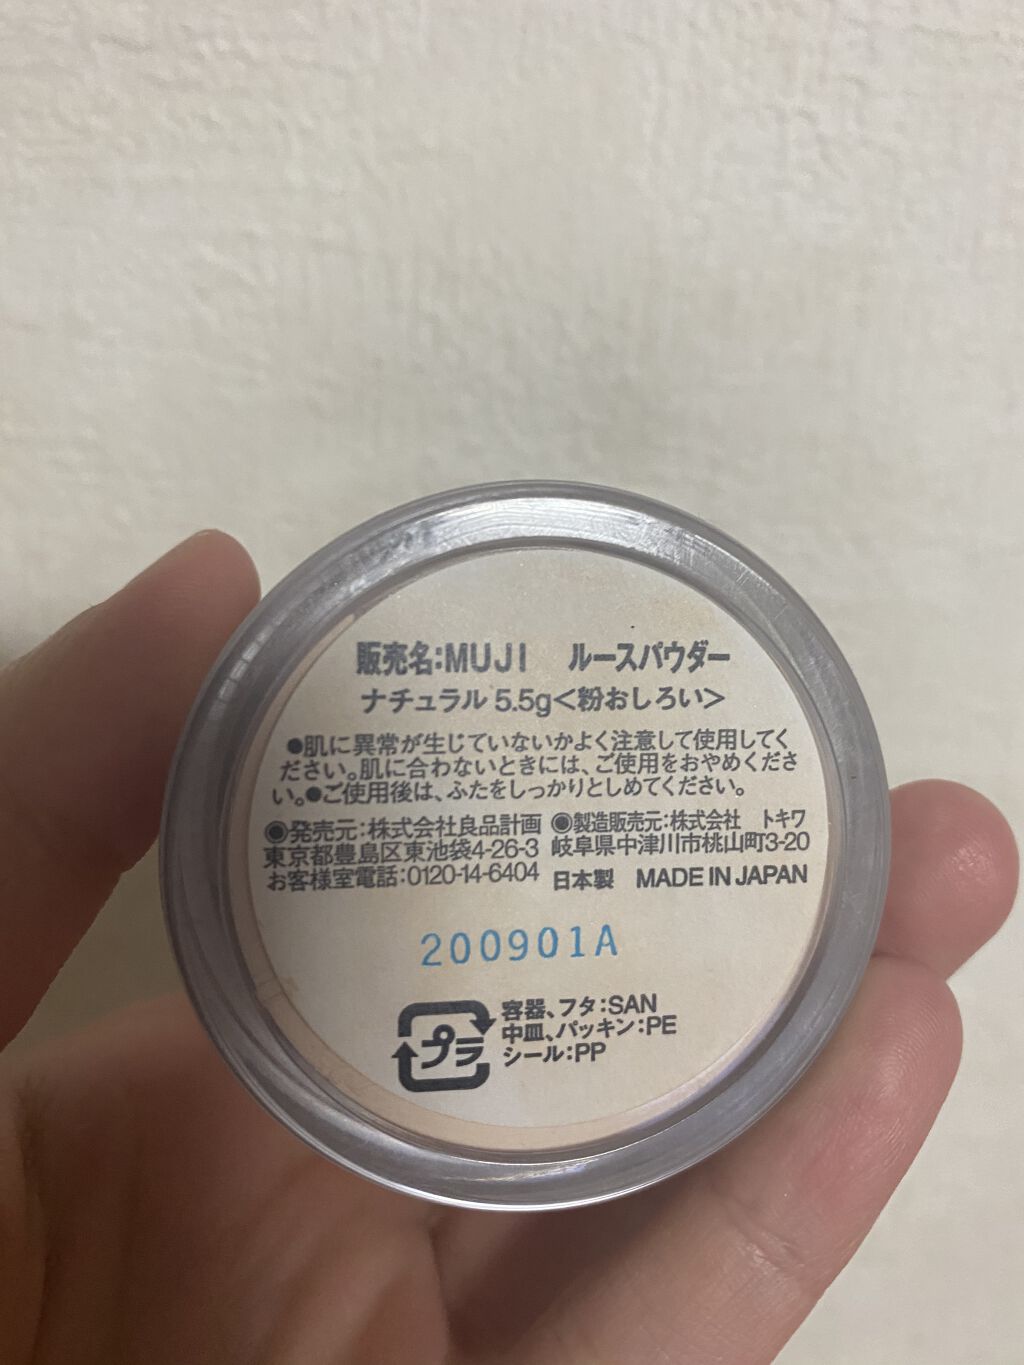 販売名:MUJI ルースパウダー
ナチュラル 5.5g<粉おしろい>
●肌に異常が生じていないかよく注意して使用してく
ださい。肌に合わないときには、ご使用をおやめくださ
い。●ご使用後は、ふたをしっかりとしめてください。
◉発売元:株式会社良品計画
東京都豊島区東池袋4-26-3
お客様室電話:0120-14-6404
◉製造販売元:株式会社 トキワ
岐阜県中津川市桃山町3-20
日本製 MADE IN JAPAN
200901A
プラ
容器、フタ:SAN
中皿、パッキン:PE
シール:PP